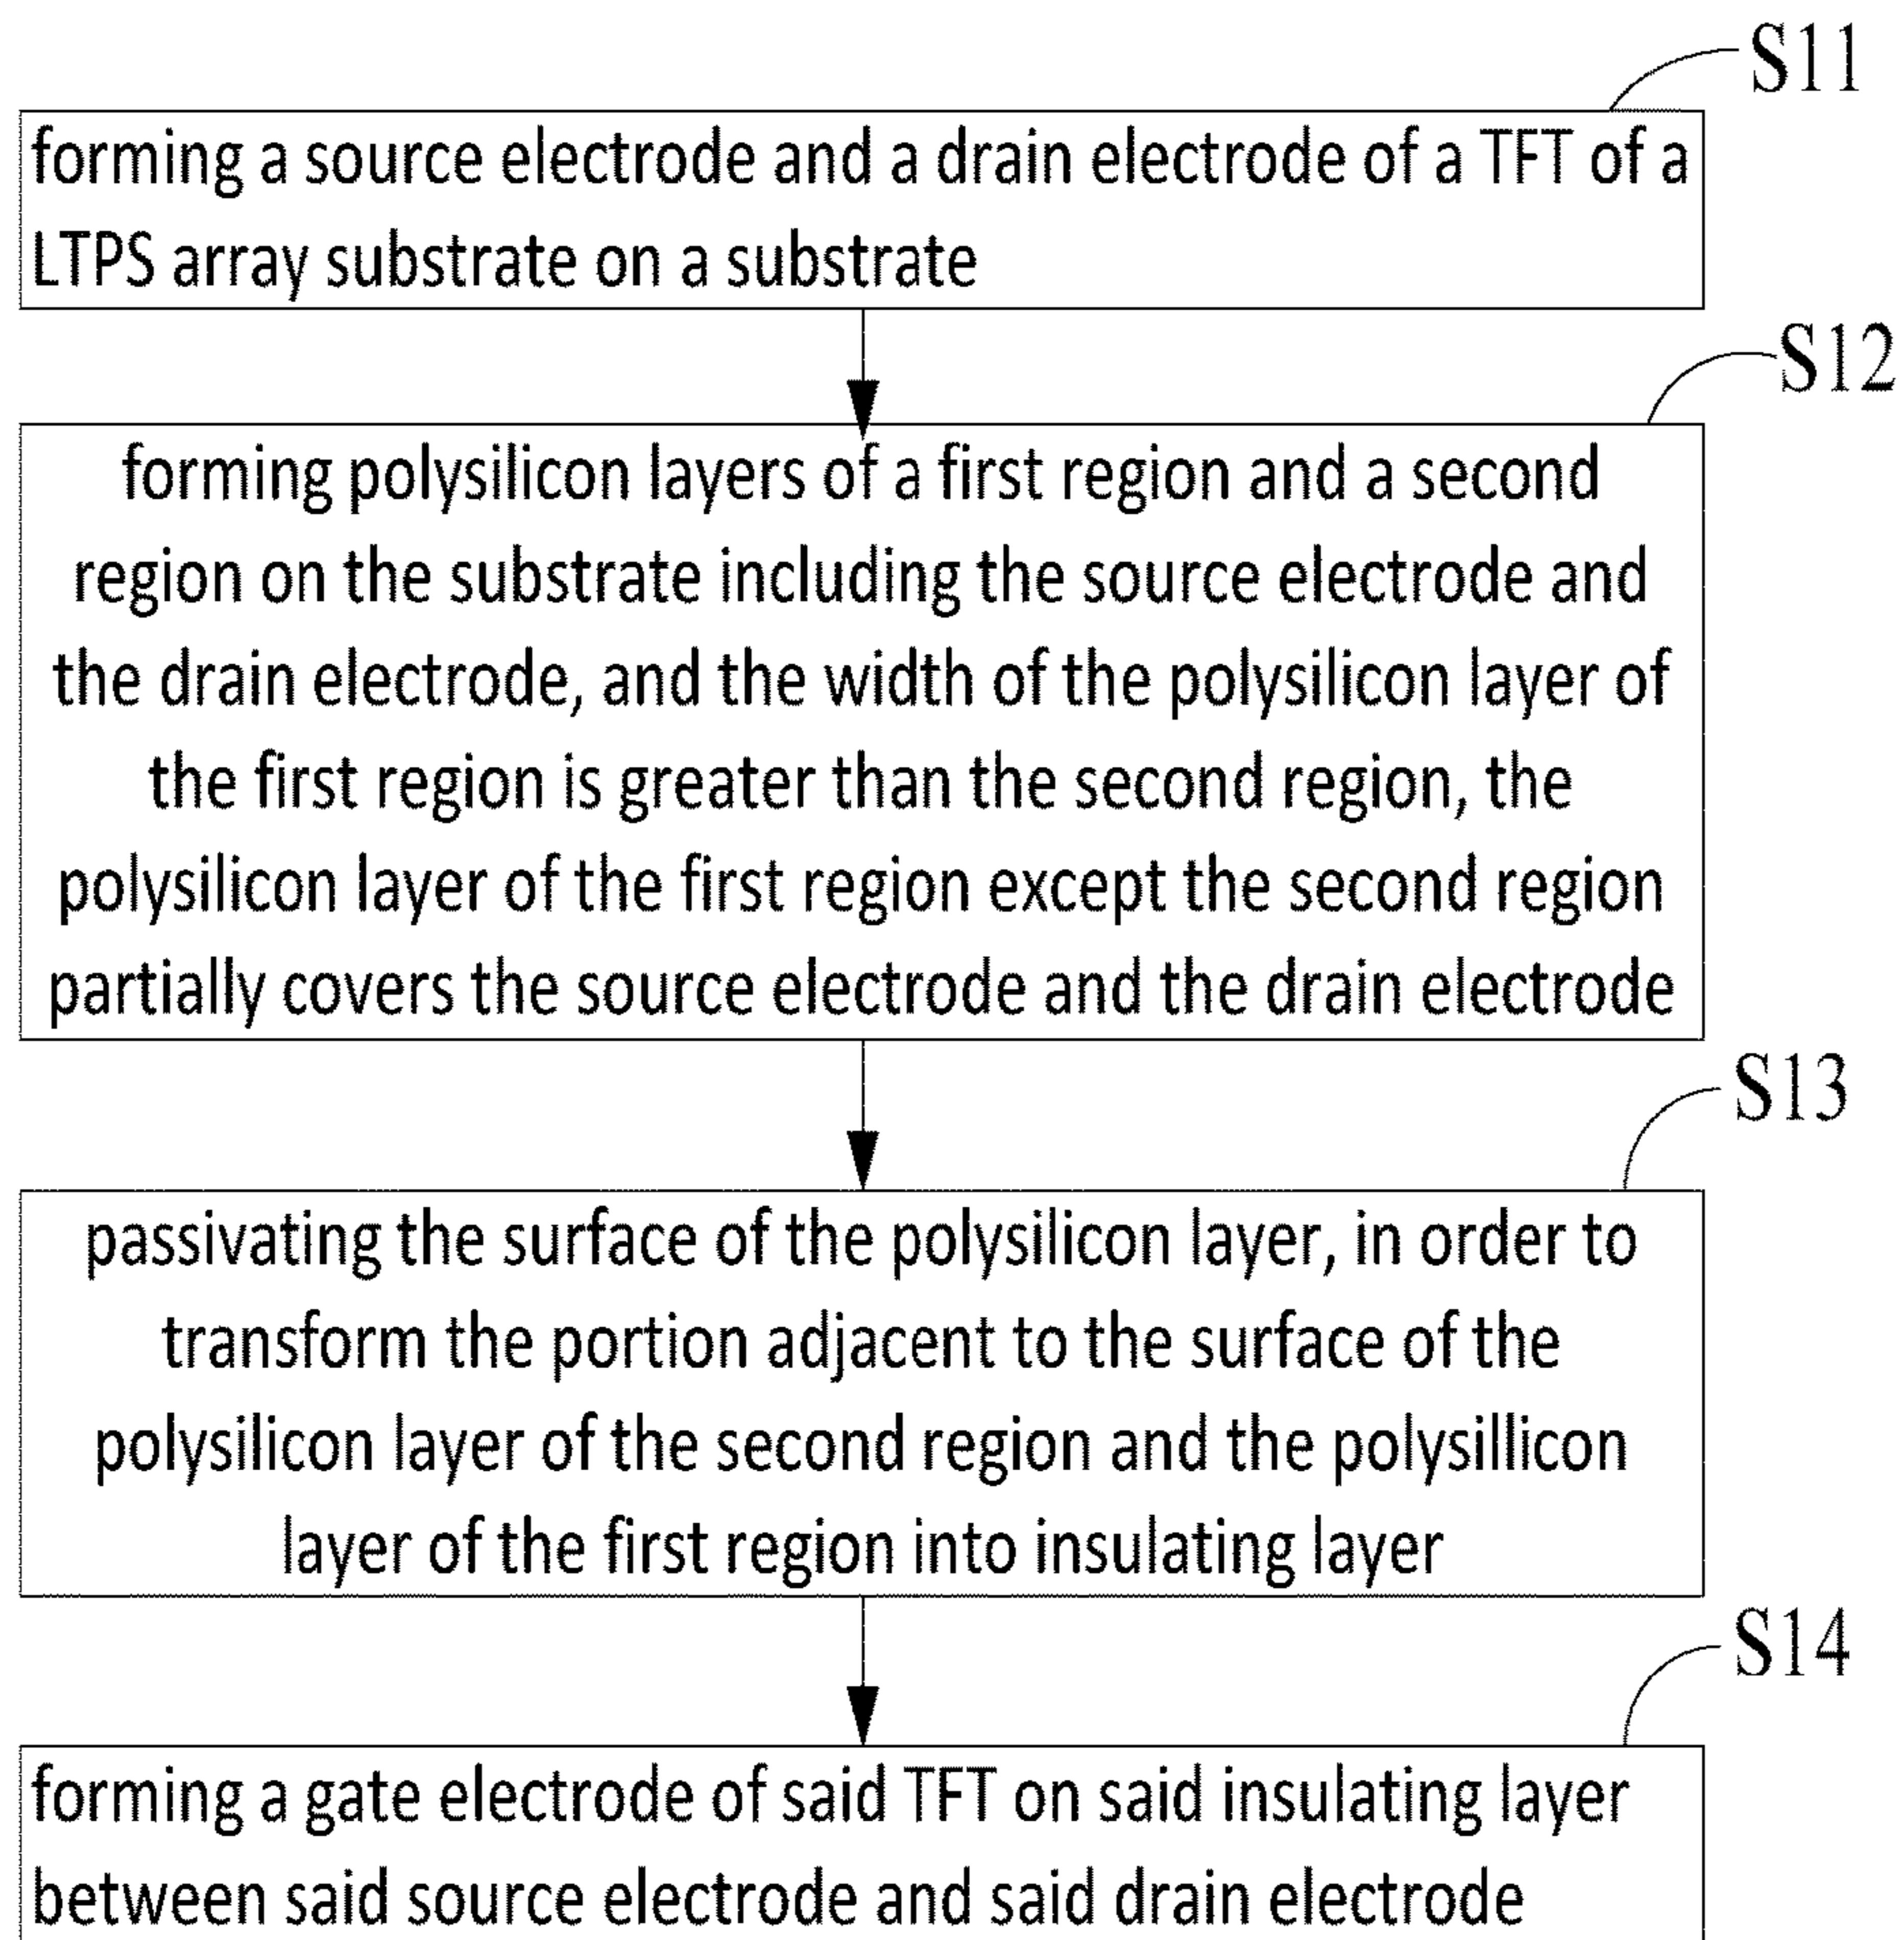 S11
forming a source electrode and a drain electrode of a TFT of a
LTPS array substrate on a substrate
S12
forming polysilicon layers of a first region and a second
region on the substrate including the source electrode and
the drain electrode, and the width of the polysilicon layer of
the first region is greater than the second region, the
polysilicon layer of the first region except the second region
partially covers the source electrode and the drain electrode
S13
passivating the surface of the polysilicon layer, in order to
transform the portion adjacent to the surface of the
polysilicon layer of the second region and the polysillicon
layer of the first region into insulating layer
S14
forming a gate electrode of said TFT on said insulating layer
between said source electrode and said drain electrode